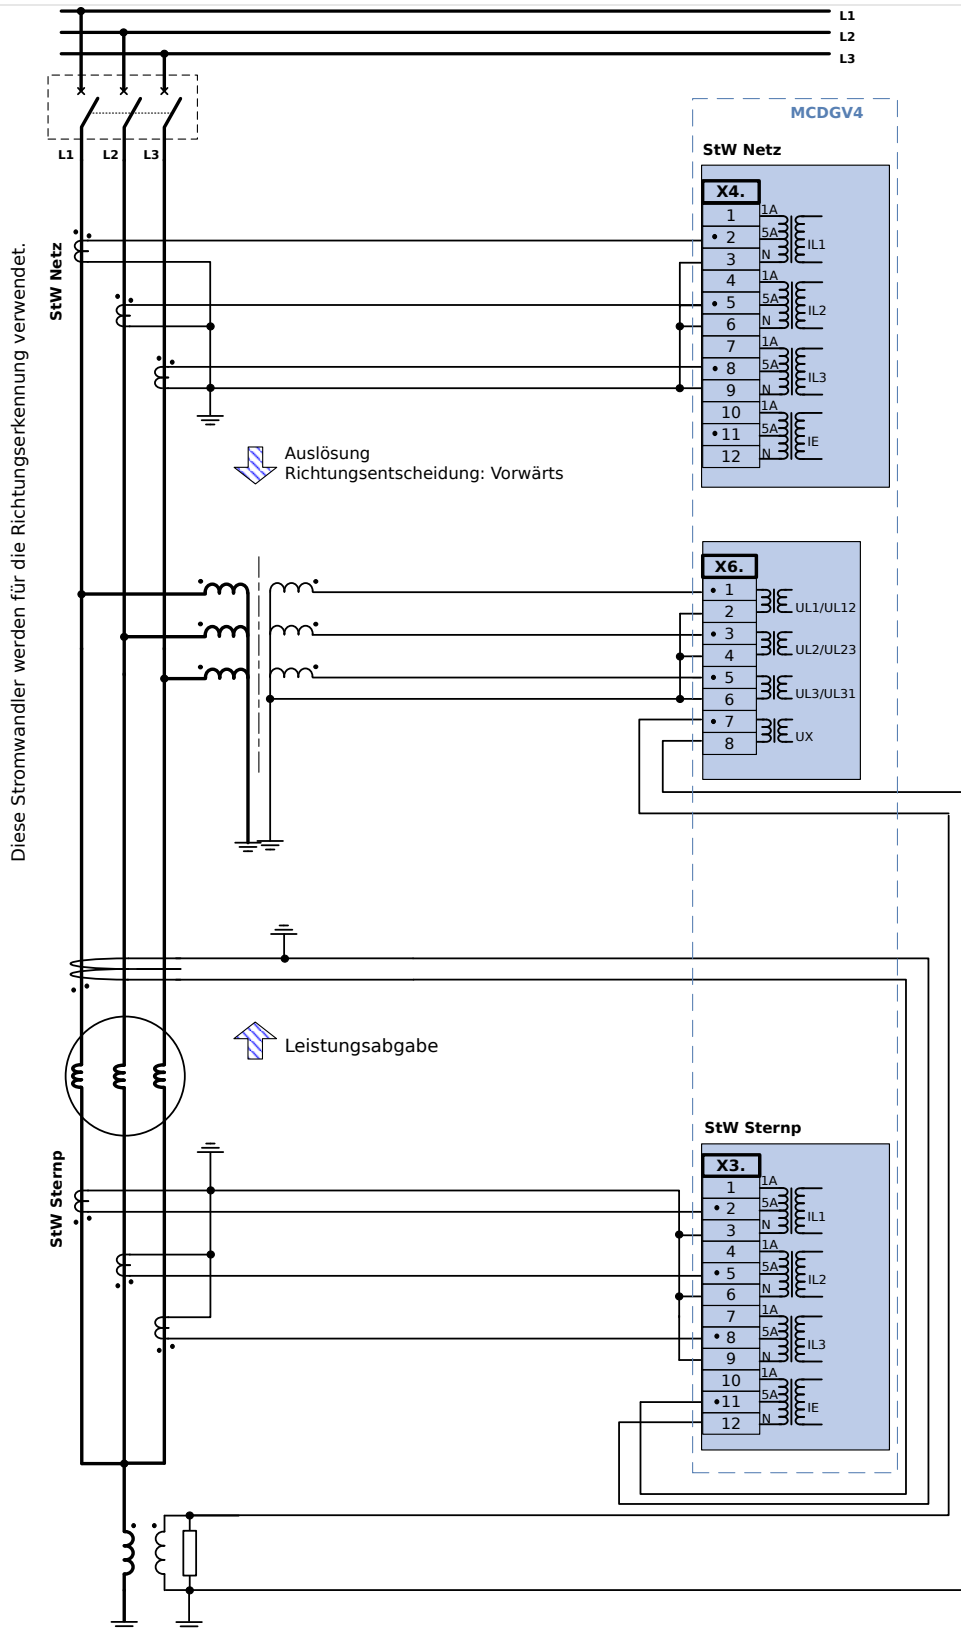 L1
L2
L3
L1
L2
L3
MCDGV4
StW Netz
X4.
1
1A
2
5A
IL1
3
N
4
1A
5
5A
IL2
6
N
7
1A
8
5A
IL3
9
N
10
1A
11
5A
IE
12
N
StW Netz
Diese Stromwandler werden für die Richtungserkennung verwendet.
Auslösung
Richtungsentscheidung: Vorwärts
X6.
1
UL1/UL12
2
3
UL2/UL23
4
5
UL3/UL31
6
7
UX
8
Leistungsabgabe
StW Sternp
StW Sternp
X3.
1
1A
2
5A
IL1
3
N
4
1A
5
5A
IL2
6
N
7
1A
8
5A
IL3
9
N
10
1A
11
5A
IE
12
N